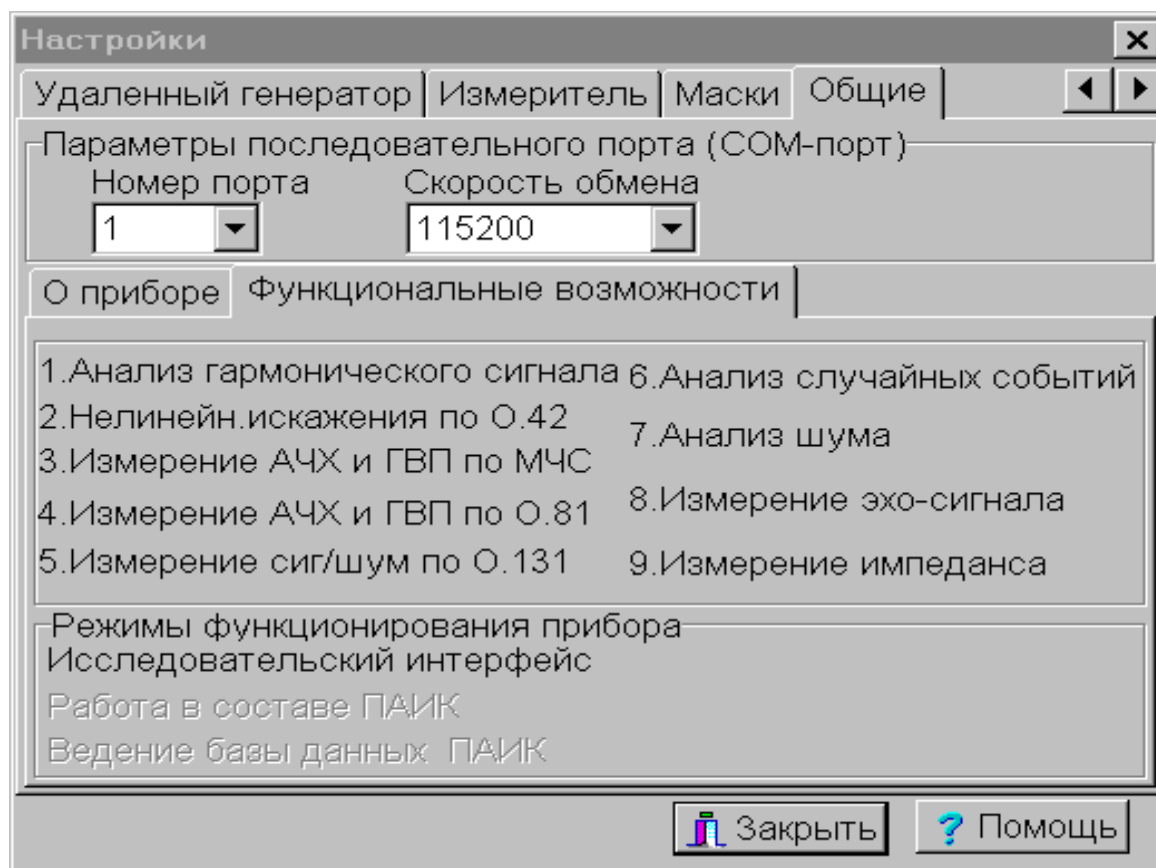 Настройки
Удаленный генератор Измеритель Маски Общие
Параметры последовательного порта (COM-порт)
Номер порта Скорость обмена
1 115200
О приборе Функциональные возможности
1.Анализ гармонического сигнала
2.Нелинейн.искажения по О.42
3.Измерение АЧХ и ГВП по МЧС
4.Измерение АЧХ и ГВП по О.81
5.Измерение сиг/шум по О.131
6.Анализ случайных событий
7.Анализ шума
8.Измерение эхо-сигнала
9.Измерение импеданса
Режимы функционирования прибора
Исследовательский интерфейс
Работа в составе ПАИК
Ведение базы данных ПАИК
Закрыть ? Помощь